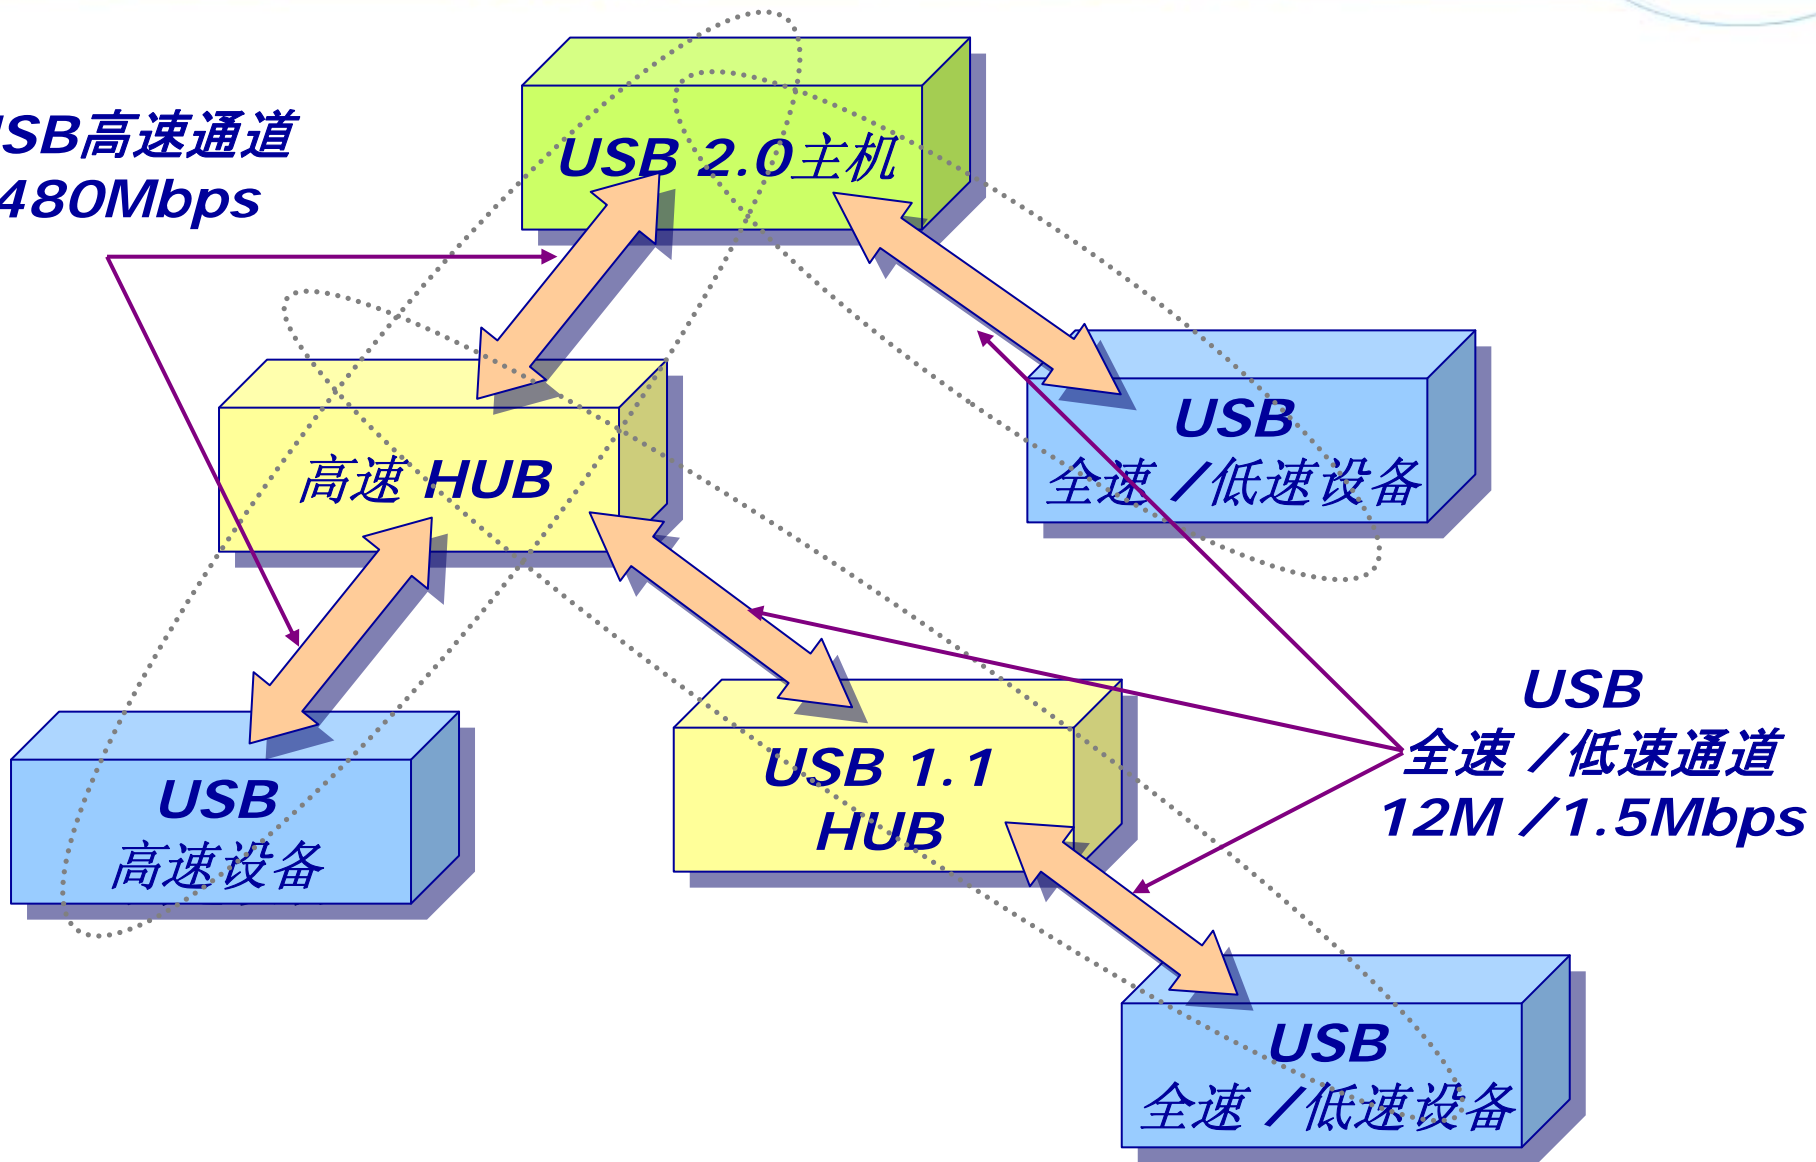 USB 2.0主机
SB高速通道
480Mbps
USB
全速 /低速设备
高速 HUB
USB
全速 /低速通道
12M /1.5Mbps
USB 1.1
HUB
USB
高速设备
USB
全速 /低速设备